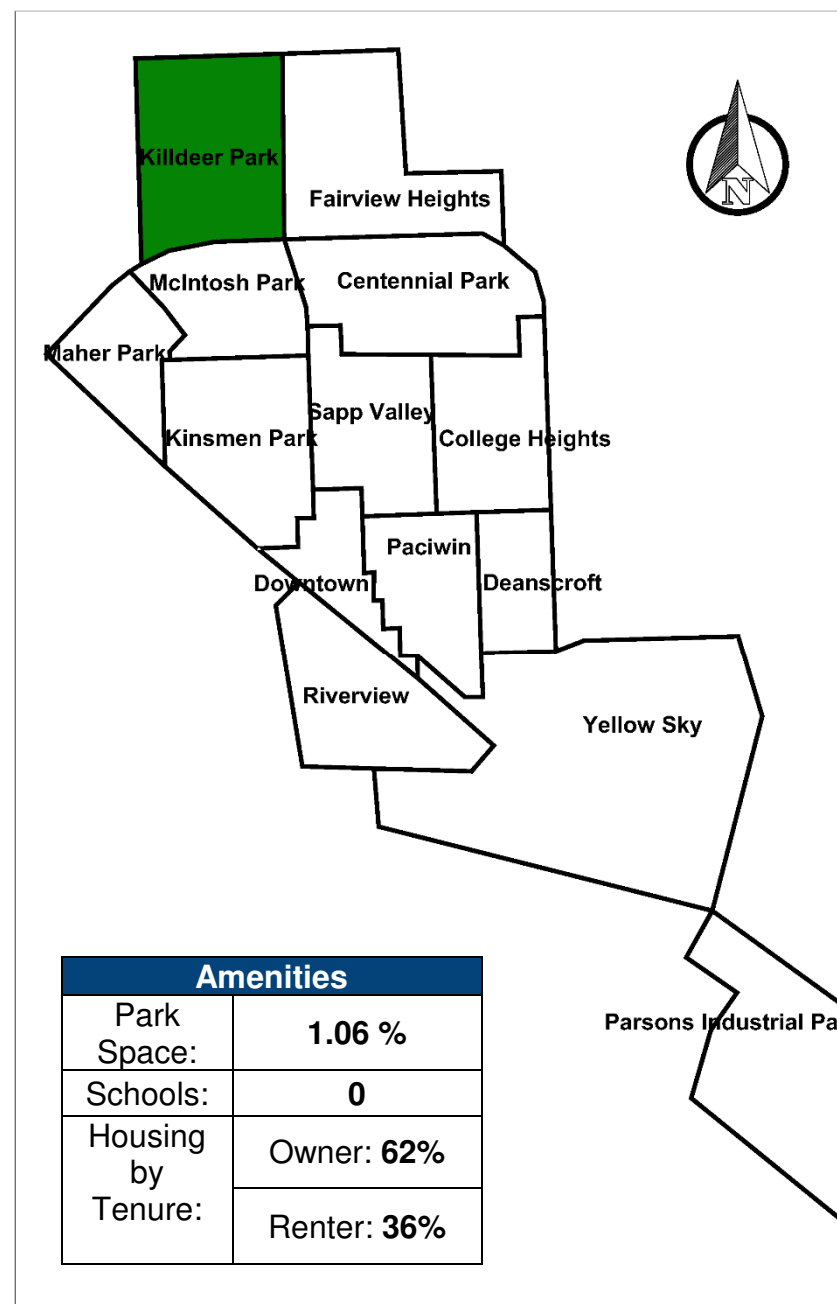 Killdeer Park
N
Fairview Heights
McIntosh Park
Centennial Park
Maher Park
Sapp Valley
Kinsmen Park
College Heights
Paciwin
Downtown
Deanscroft
Riverview
Yellow Sky
Amenities
Park
Space:
1.06 %
Parsons Industrial Pa
Schools:
0
Housing
by
Tenure:
Owner: 62%
Renter: 36%